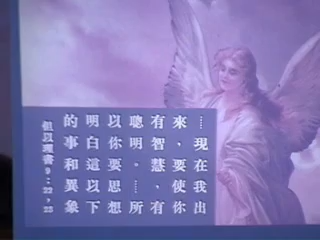 ……現在我出
來，要使你
有智慧，有
聰明。……所
以你要思想
明白這以下
的事和異象
但以理書9：22，23